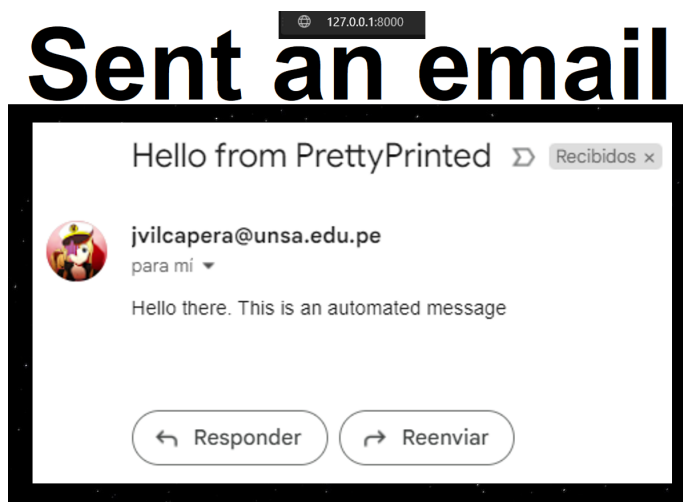 127.0.0.1:8000
Sent an email
Hello from PrettyPrinted Recibidos ×
jvilcapera@unsa.edu.pe
para mí
Hello there. This is an automated message
Responder Reenviar